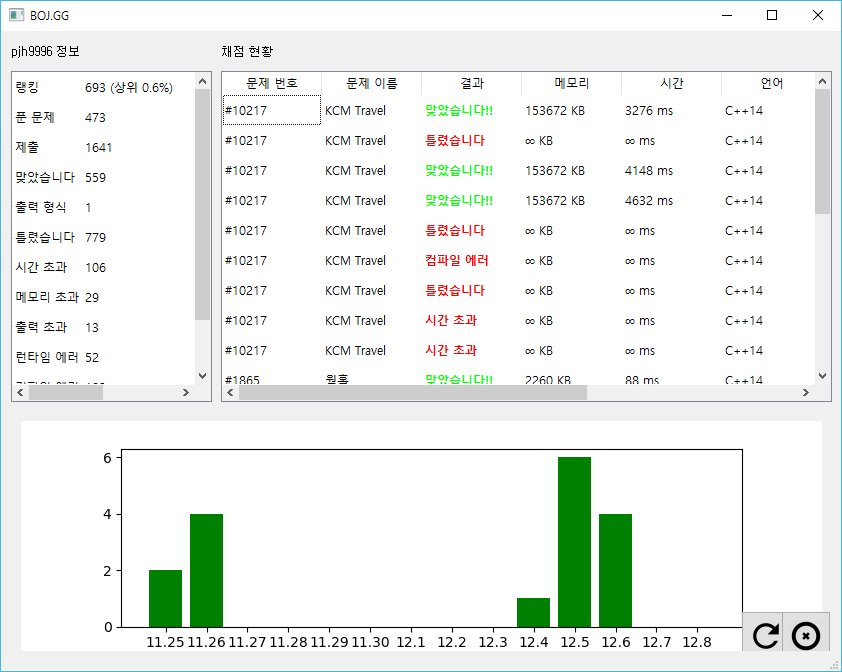 BOJ.GG
pjh9996 정보
랭킹 693 (상위 0.6%)
푼 문제 473
제출 1641
맞았습니다 559
출력 형식 1
틀렸습니다 779
시간 초과 106
메모리 초과 29
출력 초과 13
런타임 에러 52
채점 현황
문제 번호 문제 이름 결과 메모리 시간 언어
#10217 KCM Travel 맞았습니다!! 153672 KB 3276 ms C++14
#10217 KCM Travel 틀렸습니다 ∞ KB ∞ ms C++14
#10217 KCM Travel 맞았습니다!! 153672 KB 4148 ms C++14
#10217 KCM Travel 맞았습니다!! 153672 KB 4632 ms C++14
#10217 KCM Travel 틀렸습니다 ∞ KB ∞ ms C++14
#10217 KCM Travel 컴파일 에러 ∞ KB ∞ ms C++14
#10217 KCM Travel 틀렸습니다 ∞ KB ∞ ms C++14
#10217 KCM Travel 시간 초과 ∞ KB ∞ ms C++14
#10217 KCM Travel 시간 초과 ∞ KB ∞ ms C++14
#1865 웜홀 맞았습니다!! 2260 KB 88 ms C++14
6
4
2
0
11.25 11.26 11.27 11.28 11.29 11.30 12.1 12.2 12.3 12.4 12.5 12.6 12.7 12.8